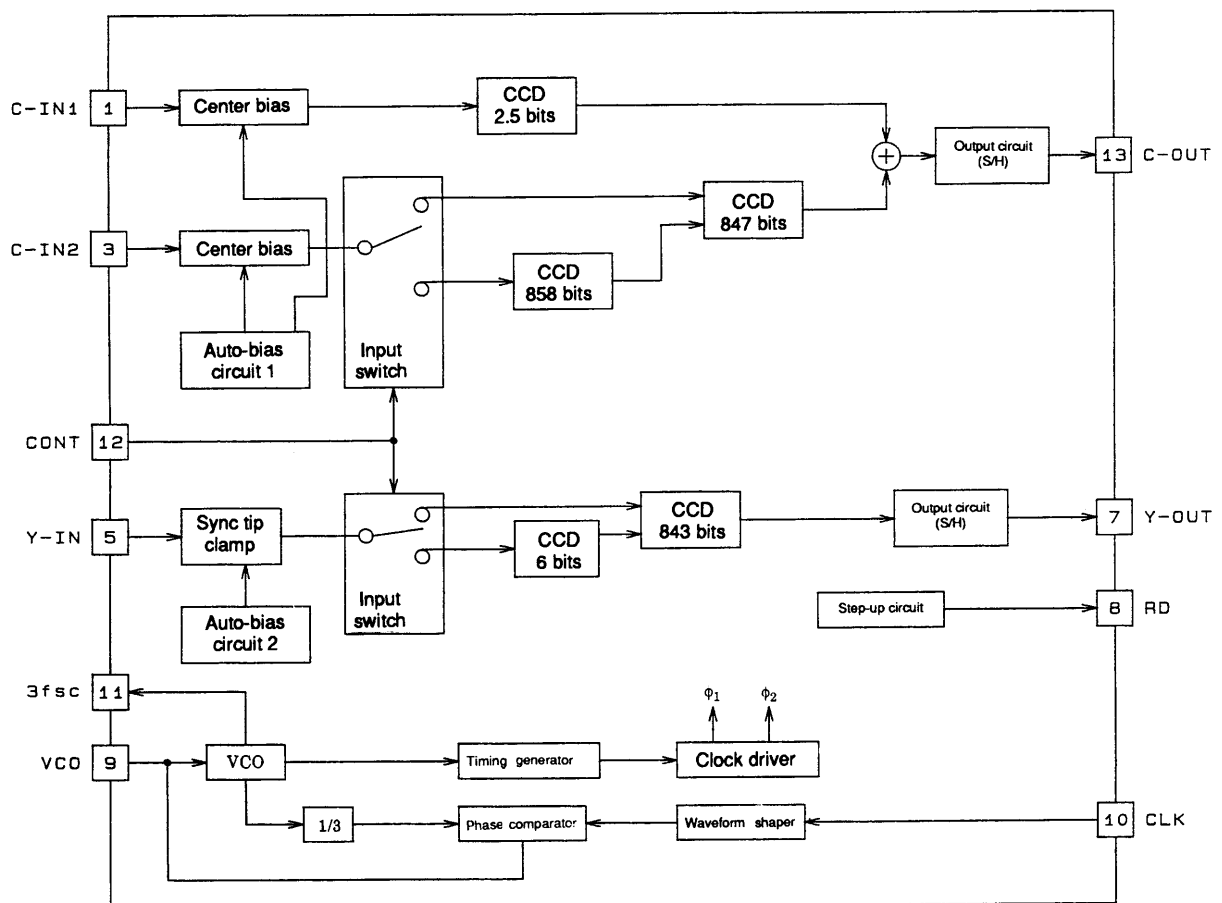 C-IN1
1
Center bias
CCD
2.5 bits
Output circuit
(S/H)
13
C-OUT
C-IN2
3
Center bias
CCD
847 bits
CCD
858 bits
Auto-bias
circuit 1
Input
switch
CONT
12
Y-IN
5
Sync tip
clamp
CCD
6 bits
CCD
843 bits
Output circuit
(S/H)
7
Y-OUT
Auto-bias
circuit 2
Input
switch
Step-up circuit
8
RD
3fsc
11
ϕ1
ϕ2
VCO
9
VCO
Timing generator
Clock driver
1/3
Phase comparator
Waveform shaper
10
CLK